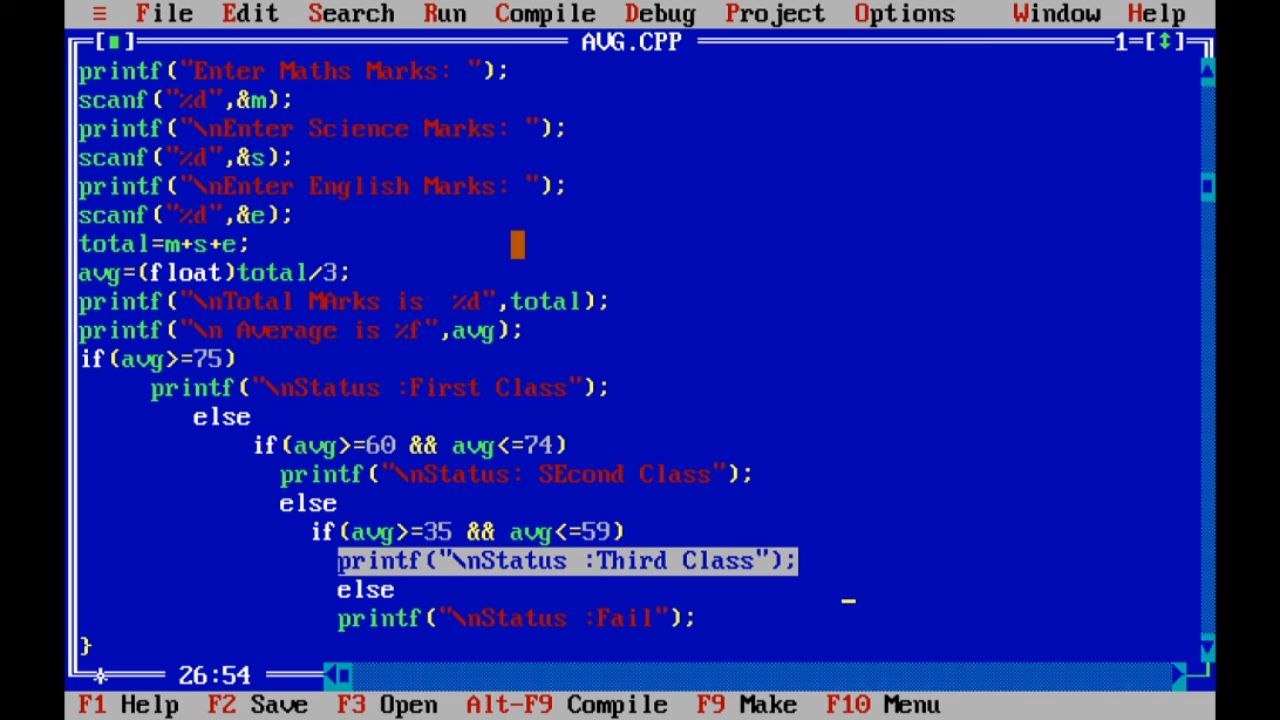 ≡ File Edit Search Run Compile Debug Project Options Window Help
[■] AVG.CPP 1=[↕]
printf("Enter Maths Marks: ");
scanf("%d",&m);
printf("\nEnter Science Marks: ");
scanf("%d",&s);
printf("\nEnter English Marks: ");
scanf("%d",&e);
total=m+s+e;
avg=(float)total/3;
printf("\nTotal MArks is  %d",total);
printf("\n Average is %f",avg);
if(avg>=75)
printf("\nStatus :First Class");
else
if(avg>=60 && avg<=74)
printf("\nStatus: SEcond Class");
else
if(avg>=35 && avg<=59)
printf("\nStatus :Third Class");
else
printf("\nStatus :Fail");
}
26:54
F1 Help F2 Save F3 Open Alt-F9 Compile F9 Make F10 Menu